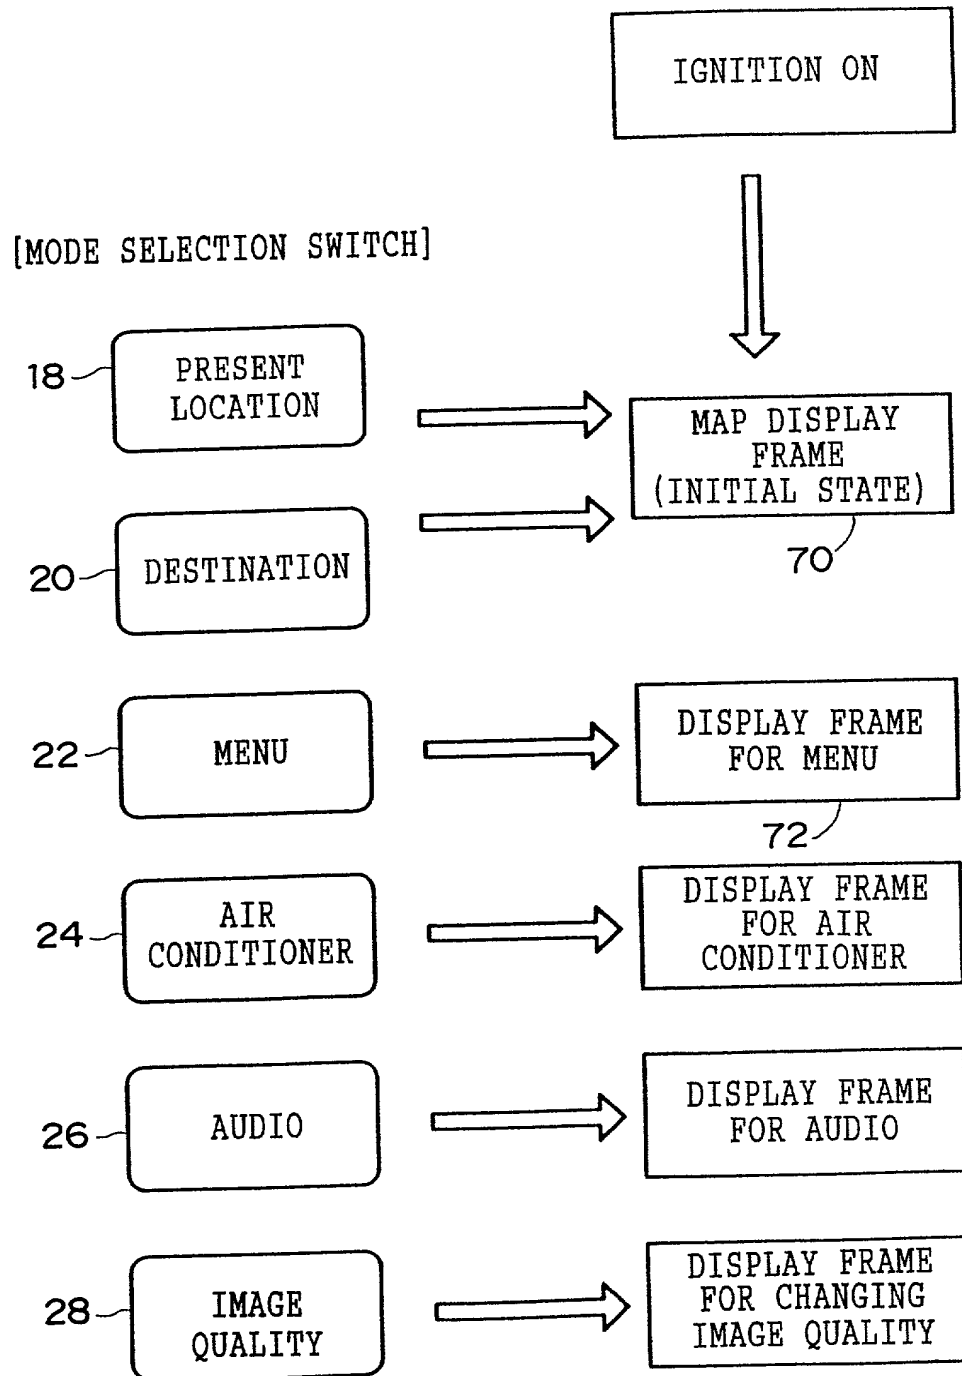 IGNITION ON
[MODE SELECTION SWITCH]
18
PRESENT
LOCATION
MAP DISPLAY
FRAME
(INITIAL STATE)
70
20
DESTINATION
22
MENU
DISPLAY FRAME
FOR MENU
72
24
AIR
CONDITIONER
DISPLAY FRAME
FOR AIR
CONDITIONER
26
AUDIO
DISPLAY FRAME
FOR AUDIO
28
IMAGE
QUALITY
DISPLAY FRAME
FOR CHANGING
IMAGE QUALITY